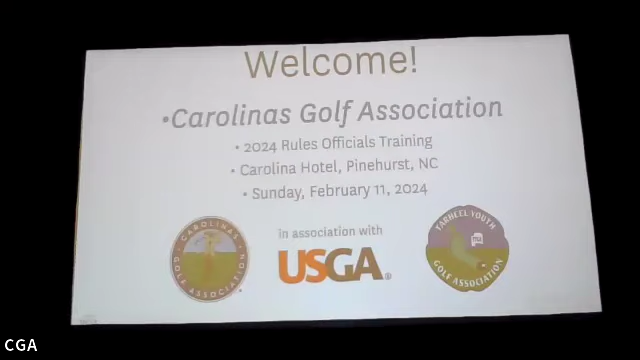 Welcome!
•Carolinas Golf Association
• 2024 Rules Officials Training
• Carolina Hotel, Pinehurst, NC
• Sunday, February 11, 2024
in association with
CAROLINAS
GOLF ASSOCIATION
USGA®
TARHEEL YOUTH
GOLF ASSOCIATION
CGA